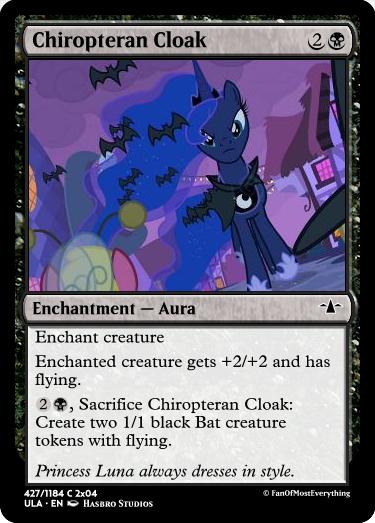 Chiropteran Cloak 2
Enchantment — Aura
Enchant creature
Enchanted creature gets +2/+2 and has
flying.
2, Sacrifice Chiropteran Cloak:
Create two 1/1 black Bat creature
tokens with flying.
Princess Luna always dresses in style.
427/1184 C 2x04
ULA • EN Hasbro Studios
© FanOfMostEverything